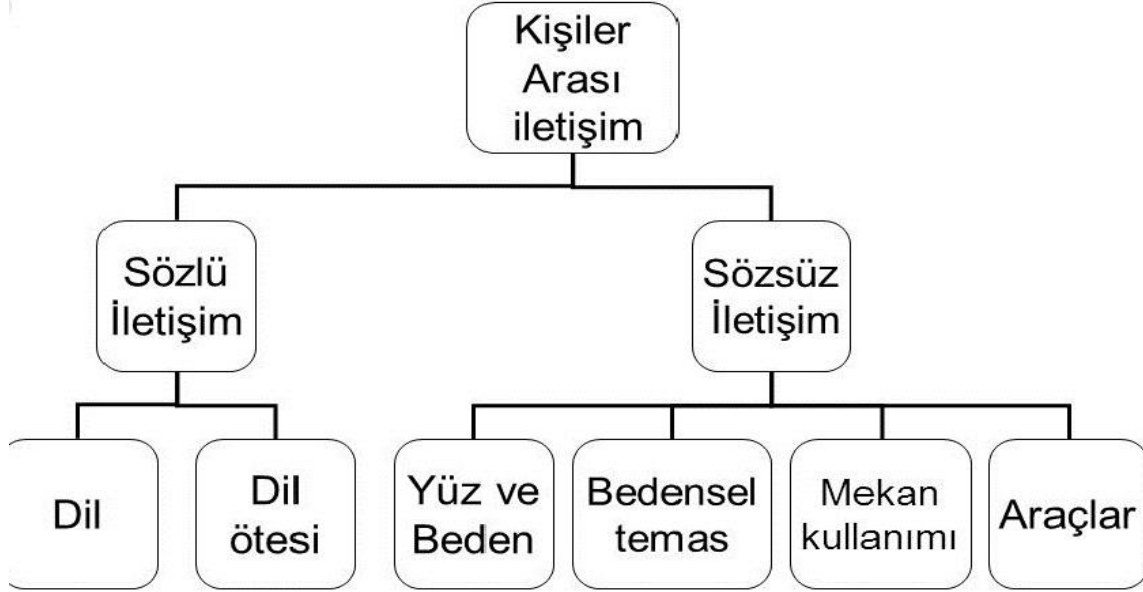 Kişiler
Arası
iletişim
Sözlü
İletişim
Sözsüz
İletişim
Dil
Dil
ötesi
Yüz ve
Beden
Bedensel
temas
Mekan
kullanımı
Araçlar